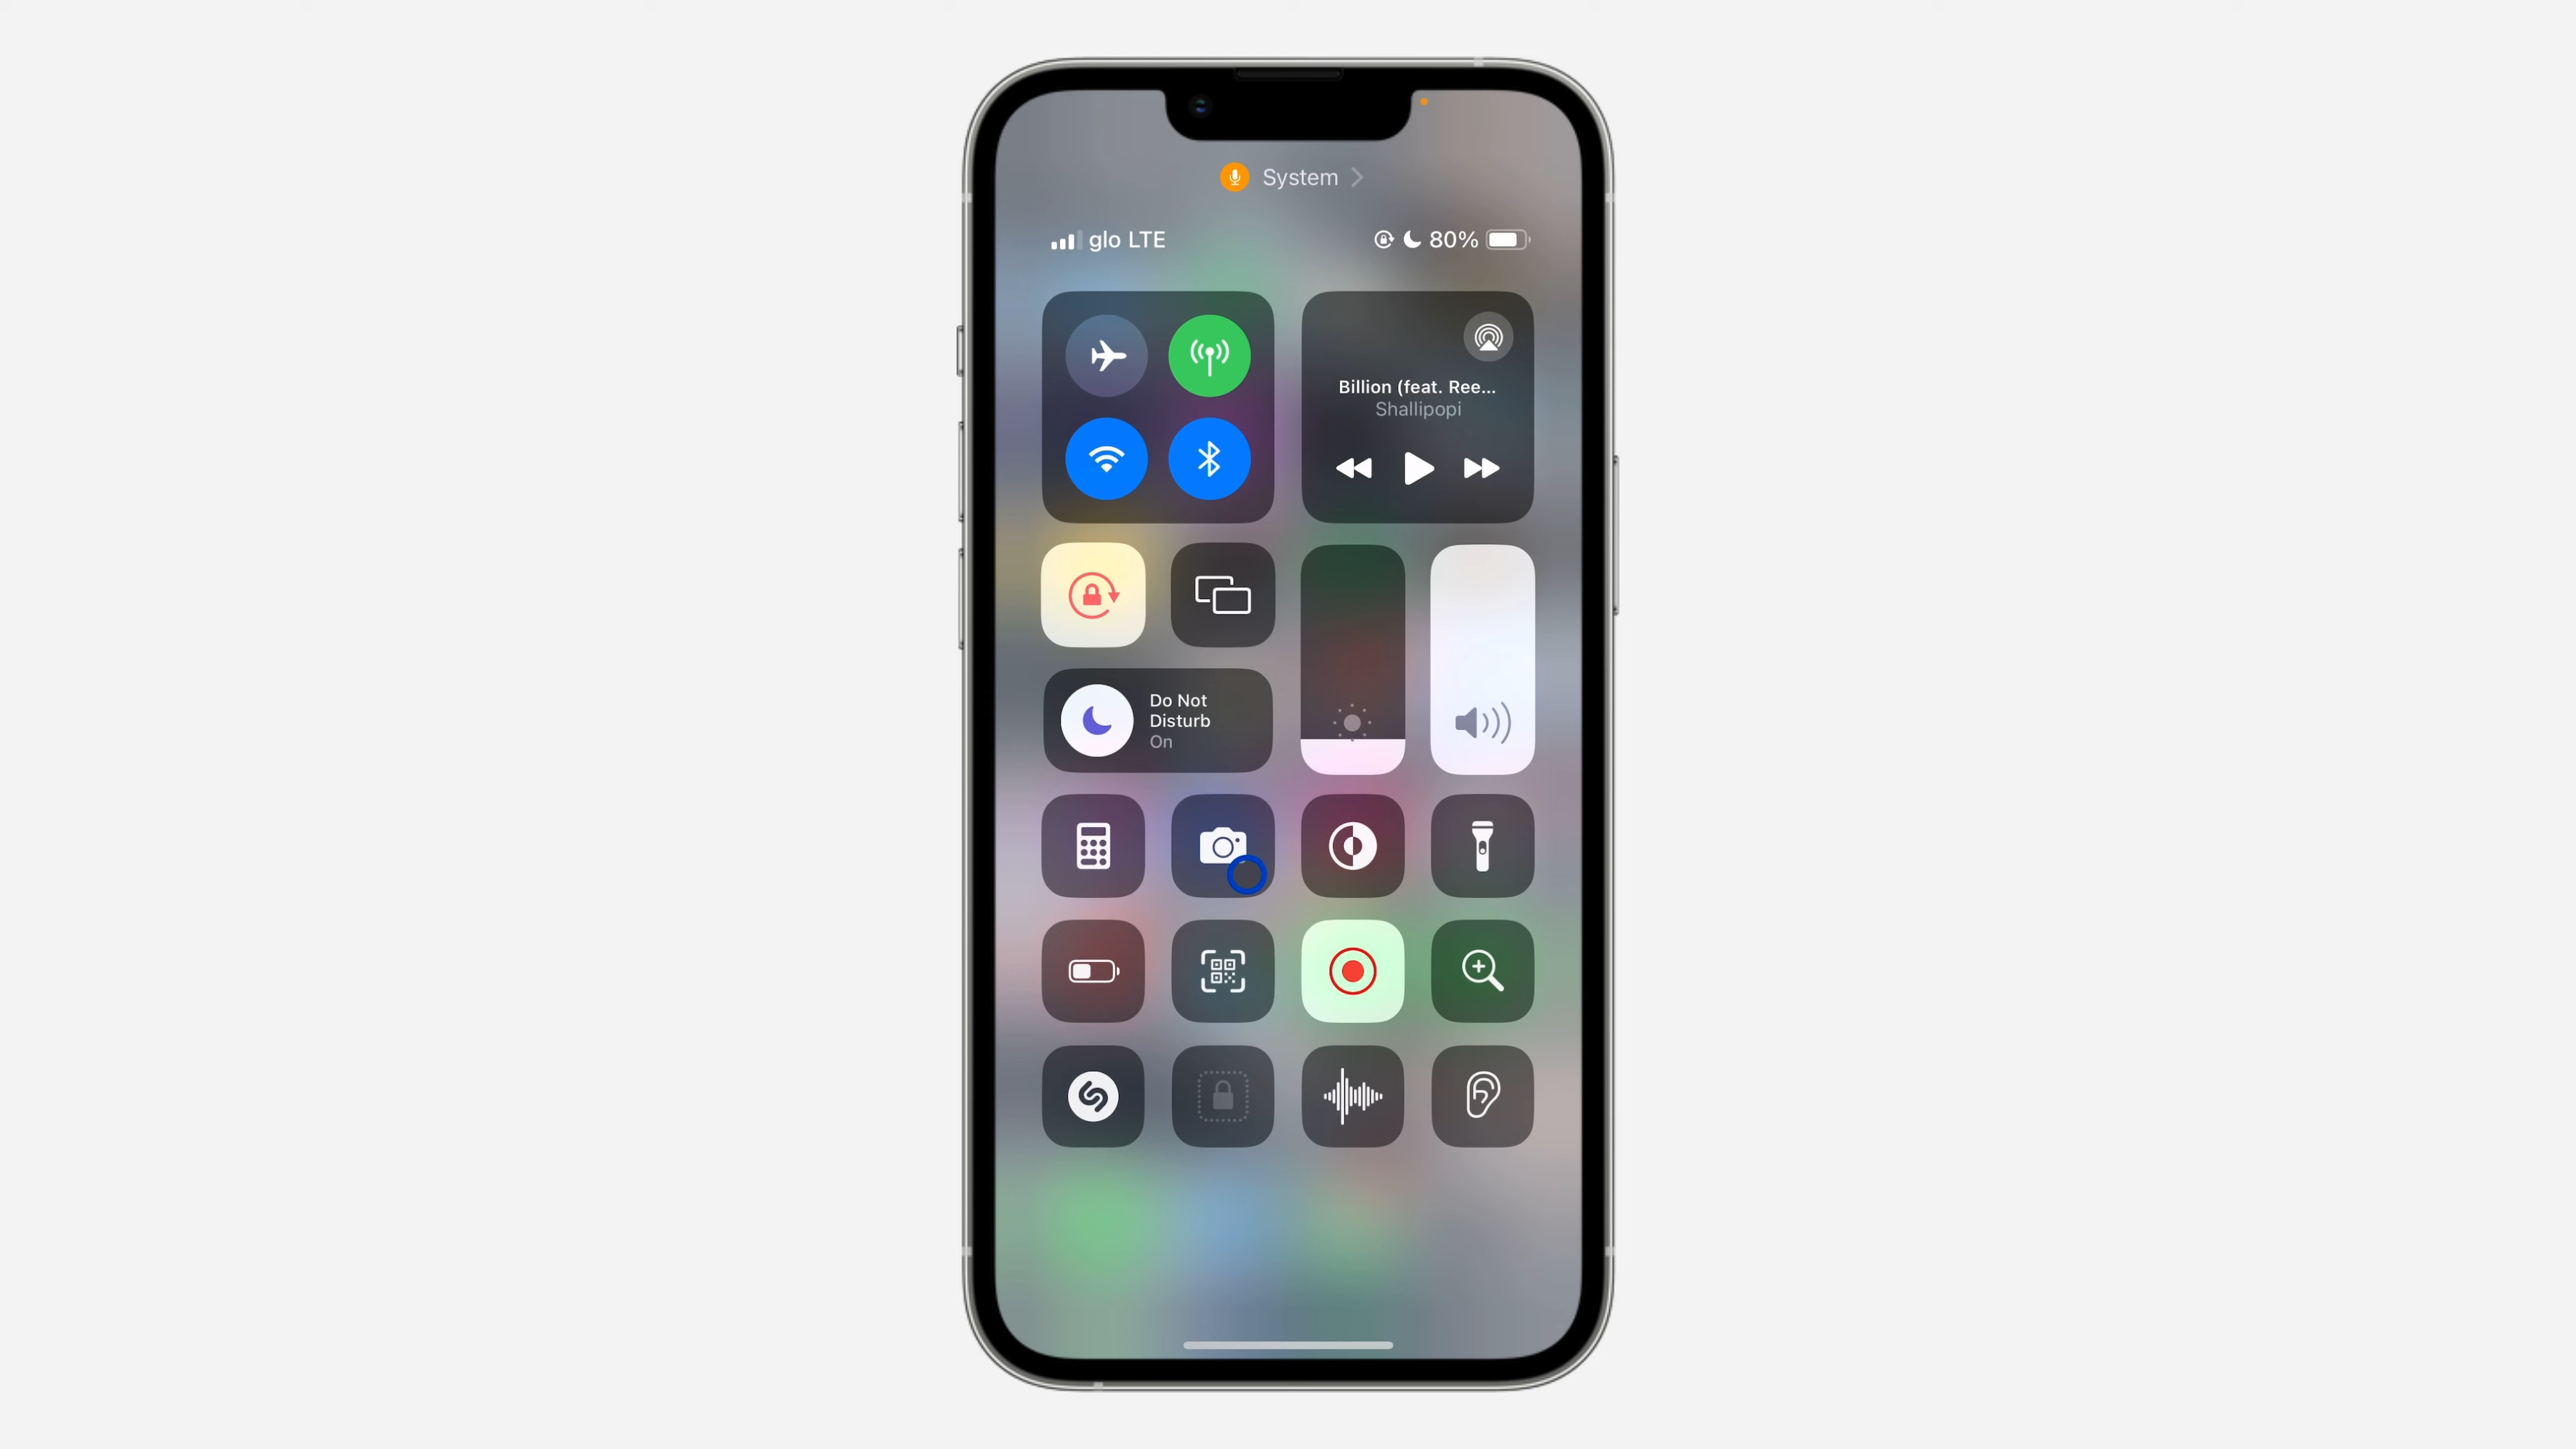 System
glo LTE
80%
Billion (feat. Ree...
Shallipopi
Do Not
Disturb
On